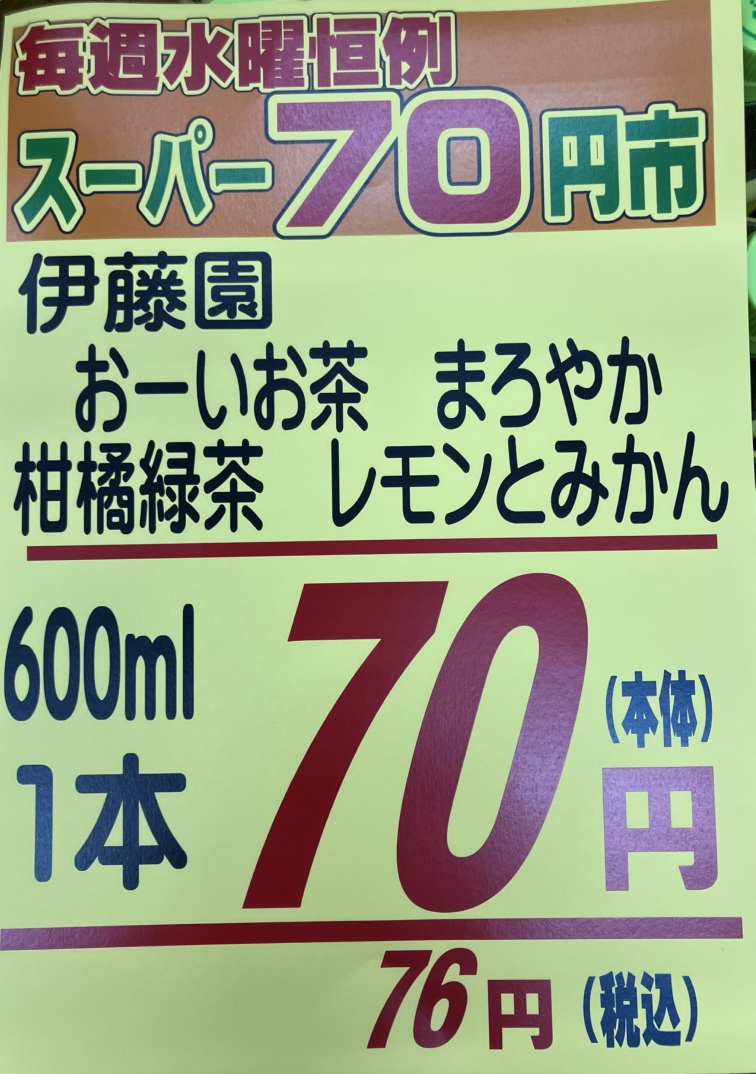 毎週水曜恒例
スーパー70円市
伊藤園
おーいお茶 まろやか
柑橘緑茶 レモンとみかん
600ml
1本
70
(本体)
円
76円(税込)